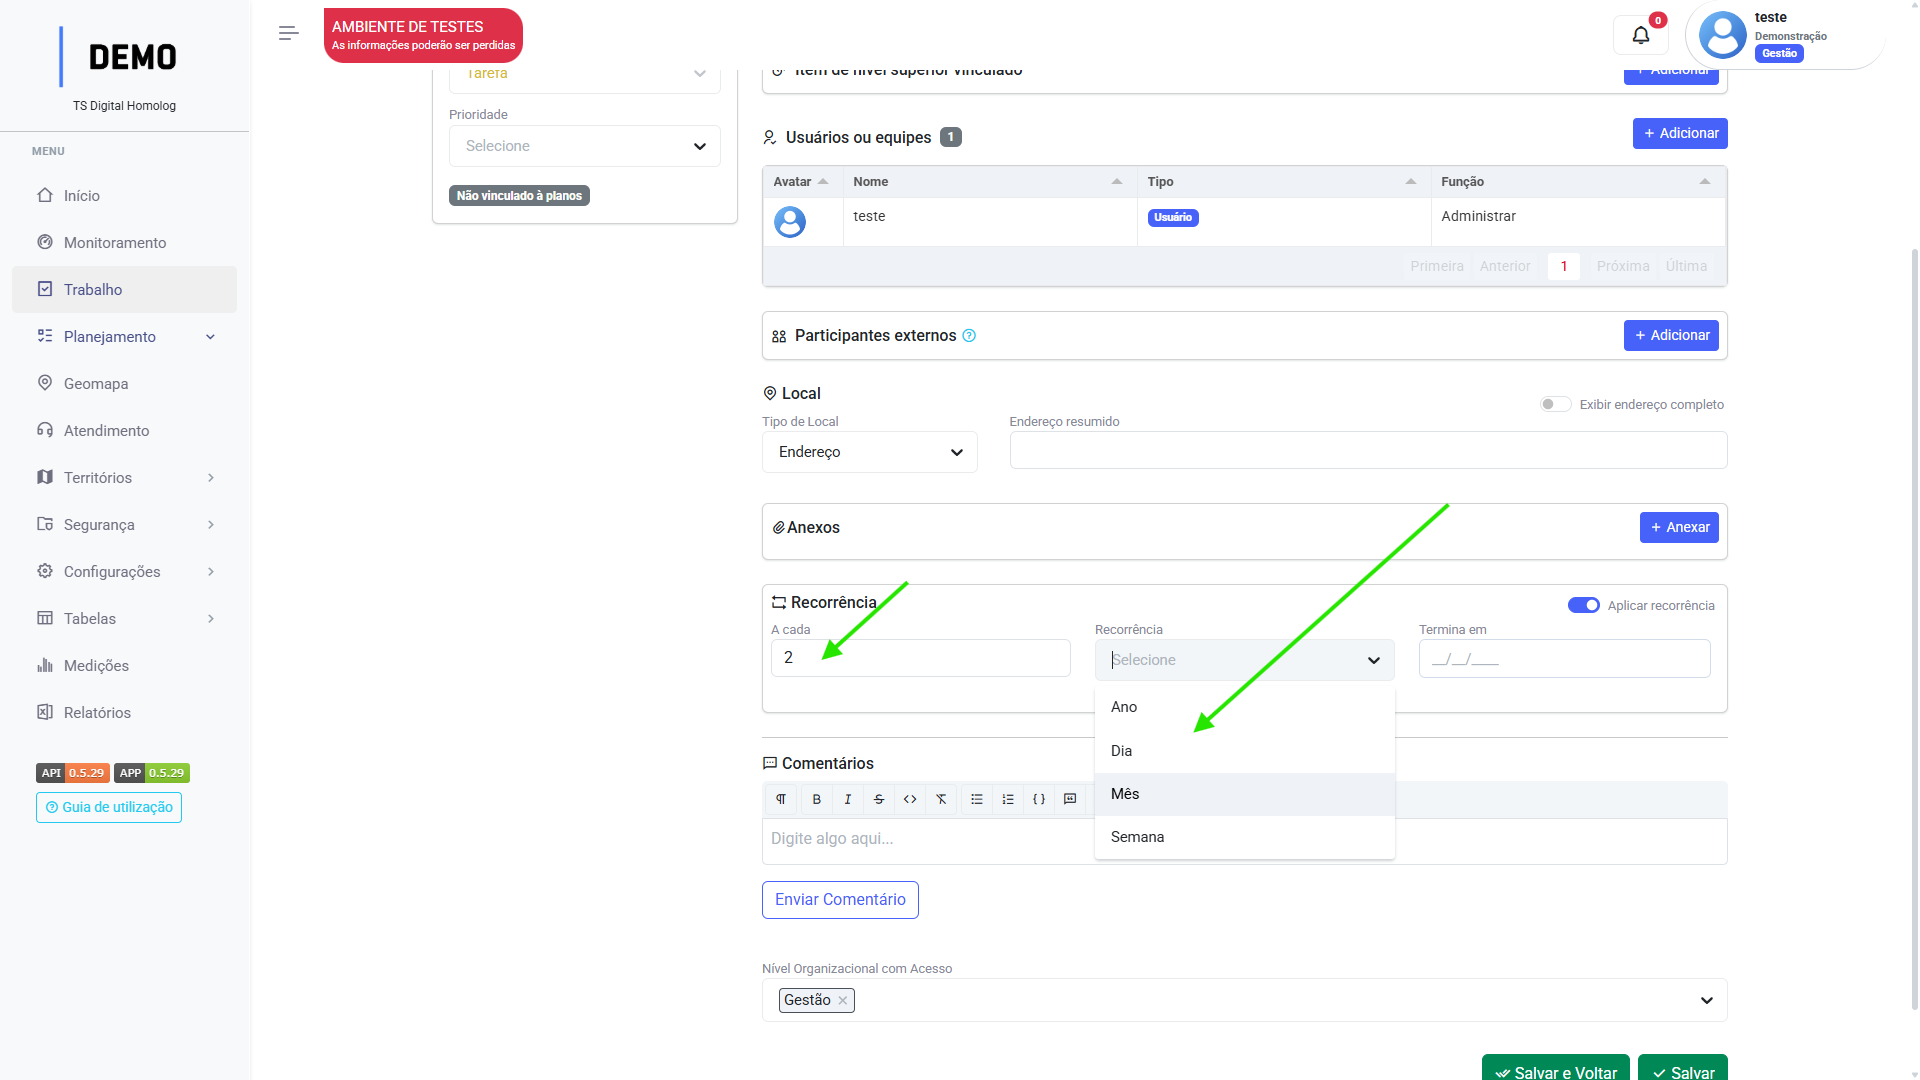 DEMO
TS Digital Homolog
MENU
Início
Monitoramento
Trabalho
Planejamento
Geomapa
Atendimento
Territórios
Segurança
Configurações
Tabelas
Medições
Relatórios
API 0.5.29 APP 0.5.29
Guia de utilização
AMBIENTE DE TESTES
As informações poderão ser perdidas
0
teste
Demonstração
Gestão
Tarefa
Prioridade
Selecione
Não vinculado à planos
Item de nível superior vinculado
+ Adicionar
Usuários ou equipes 1
+ Adicionar
Avatar Nome Tipo Função
teste Usuário Administrar
Primeira Anterior 1 Próxima Última
Participantes externos
+ Adicionar
Local
Exibir endereço completo
Tipo de Local Endereço resumido
Endereço
Anexos
+ Anexar
Recorrência
Aplicar recorrência
A cada Recorrência Termina em
2 Selecione __/__/____
Ano
Dia
Mês
Semana
Comentários
Digite algo aqui...
Enviar Comentário
Nível Organizacional com Acesso
Gestão
Salvar e Voltar Salvar